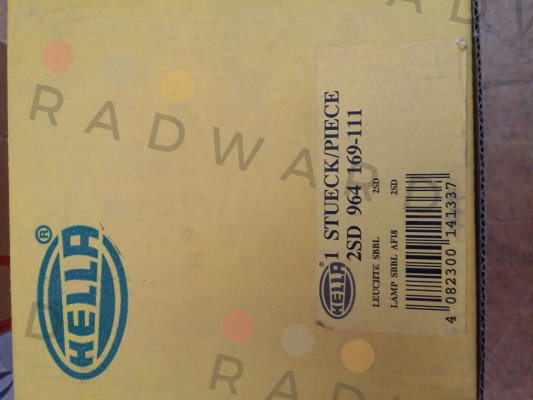 HELLA®
HELLA®
1 STUECK/PIECE
2SD 964 169-111
LEUCHTE SBBL 2SD
LAMP SBBL AF18 2SD
4 082300 141337
RADWARD
RAD